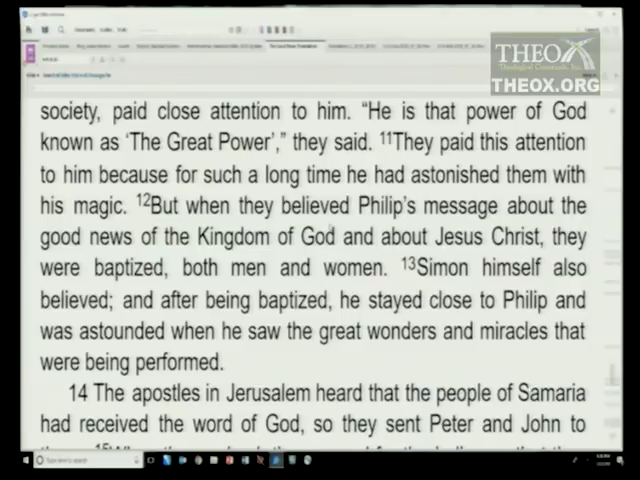 THEOX
THEOX.ORG
society, paid close attention to him. “He is that power of God
known as ‘The Great Power’,” they said. 11They paid this attention
to him because for such a long time he had astonished them with
his magic. 12But when they believed Philip’s message about the
good news of the Kingdom of God and about Jesus Christ, they
were baptized, both men and women. 13Simon himself also
believed; and after being baptized, he stayed close to Philip and
was astounded when he saw the great wonders and miracles that
were being performed.
14 The apostles in Jerusalem heard that the people of Samaria
had received the word of God, so they sent Peter and John to